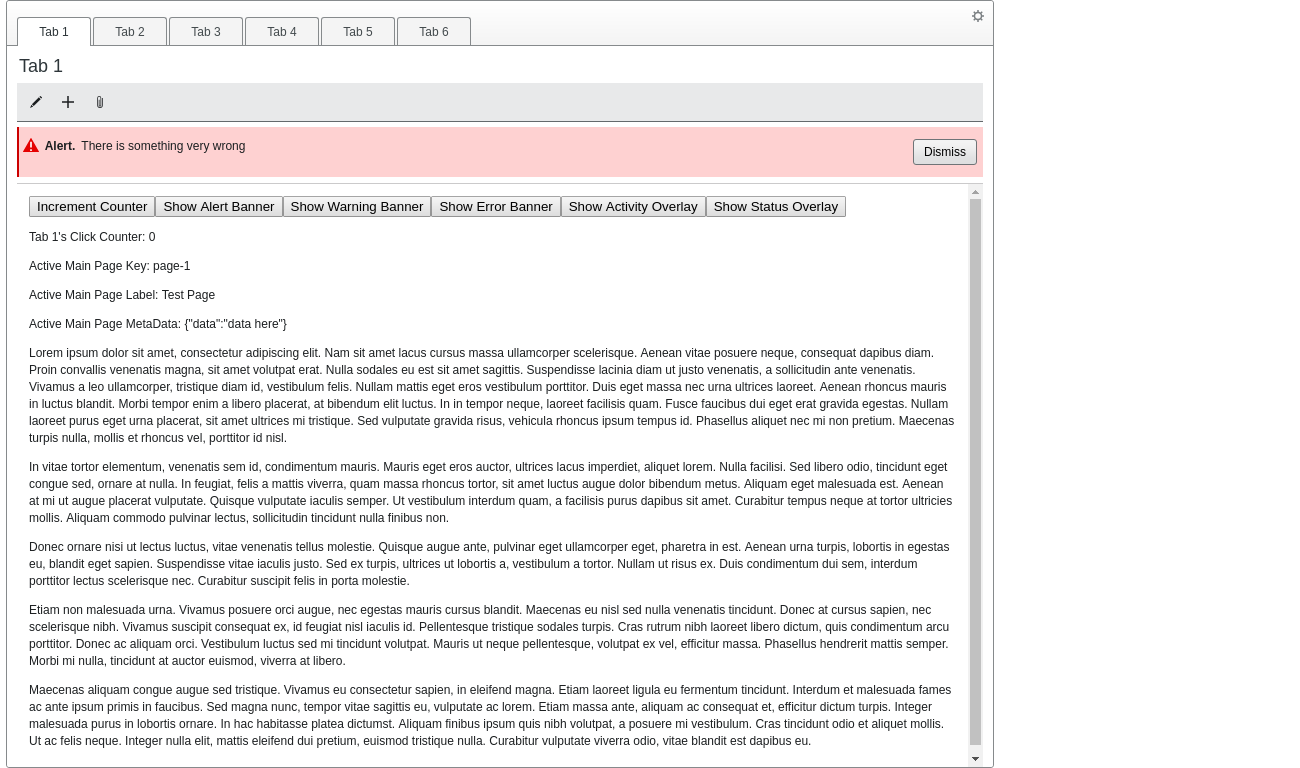 Tab 1 Tab 2 Tab 3 Tab 4 Tab 5 Tab 6
Tab 1
Alert. There is something very wrong
Dismiss
Increment Counter Show Alert Banner Show Warning Banner Show Error Banner Show Activity Overlay Show Status Overlay
Tab 1's Click Counter: 0
Active Main Page Key: page-1
Active Main Page Label: Test Page
Active Main Page MetaData: {"data":"data here"}
Lorem ipsum dolor sit amet, consectetur adipiscing elit. Nam sit amet lacus cursus massa ullamcorper scelerisque. Aenean vitae posuere neque, consequat dapibus diam.
Proin convallis venenatis magna, sit amet volutpat erat. Nulla sodales eu est sit amet sagittis. Suspendisse lacinia diam ut justo venenatis, a sollicitudin ante venenatis.
Vivamus a leo ullamcorper, tristique diam id, vestibulum felis. Nullam mattis eget eros vestibulum porttitor. Duis eget massa nec urna ultrices laoreet. Aenean rhoncus mauris
in luctus blandit. Morbi tempor enim a libero placerat, at bibendum elit luctus. In in tempor neque, laoreet facilisis quam. Fusce faucibus dui eget erat gravida egestas. Nullam
laoreet purus eget urna placerat, sit amet ultrices mi tristique. Sed vulputate gravida risus, vehicula rhoncus ipsum tempus id. Phasellus aliquet nec mi non pretium. Maecenas
turpis nulla, mollis et rhoncus vel, porttitor id nisl.
In vitae tortor elementum, venenatis sem id, condimentum mauris. Mauris eget eros auctor, ultrices lacus imperdiet, aliquet lorem. Nulla facilisi. Sed libero odio, tincidunt eget
congue sed, ornare at nulla. In feugiat, felis a mattis viverra, quam massa rhoncus tortor, sit amet luctus augue dolor bibendum metus. Aliquam eget malesuada est. Aenean
at mi ut augue placerat vulputate. Quisque vulputate iaculis semper. Ut vestibulum interdum quam, a facilisis purus dapibus sit amet. Curabitur tempus neque at tortor ultricies
mollis. Aliquam commodo pulvinar lectus, sollicitudin tincidunt nulla finibus non.
Donec ornare nisi ut lectus luctus, vitae venenatis tellus molestie. Quisque augue ante, pulvinar eget ullamcorper eget, pharetra in est. Aenean urna turpis, lobortis in egestas
eu, blandit eget sapien. Suspendisse vitae iaculis justo. Sed ex turpis, ultrices ut lobortis a, vestibulum a tortor. Nullam ut risus ex. Duis condimentum dui sem, interdum
porttitor lectus scelerisque nec. Curabitur suscipit felis in porta molestie.
Etiam non malesuada urna. Vivamus posuere orci augue, nec egestas mauris cursus blandit. Maecenas eu nisl sed nulla venenatis tincidunt. Donec at cursus sapien, nec
scelerisque nibh. Vivamus suscipit consequat ex, id feugiat nisl iaculis id. Pellentesque tristique sodales turpis. Cras rutrum nibh laoreet libero dictum, quis condimentum arcu
porttitor. Donec ac aliquam orci. Vestibulum luctus sed mi tincidunt volutpat. Mauris ut neque pellentesque, volutpat ex vel, efficitur massa. Phasellus hendrerit mattis semper.
Morbi mi nulla, tincidunt at auctor euismod, viverra at libero.
Maecenas aliquam congue augue sed tristique. Vivamus eu consectetur sapien, in eleifend magna. Etiam laoreet ligula eu fermentum tincidunt. Interdum et malesuada fames
ac ante ipsum primis in faucibus. Sed magna nunc, tempor vitae sagittis eu, vulputate ac lorem. Etiam massa ante, aliquam ac consequat et, efficitur dictum turpis. Integer
malesuada purus in lobortis ornare. In hac habitasse platea dictumst. Aliquam finibus ipsum quis nibh volutpat, a posuere mi vestibulum. Cras tincidunt odio et aliquet mollis.
Ut ac felis neque. Integer nulla elit, mattis eleifend dui pretium, euismod tristique nulla. Curabitur vulputate viverra odio, vitae blandit est dapibus eu.